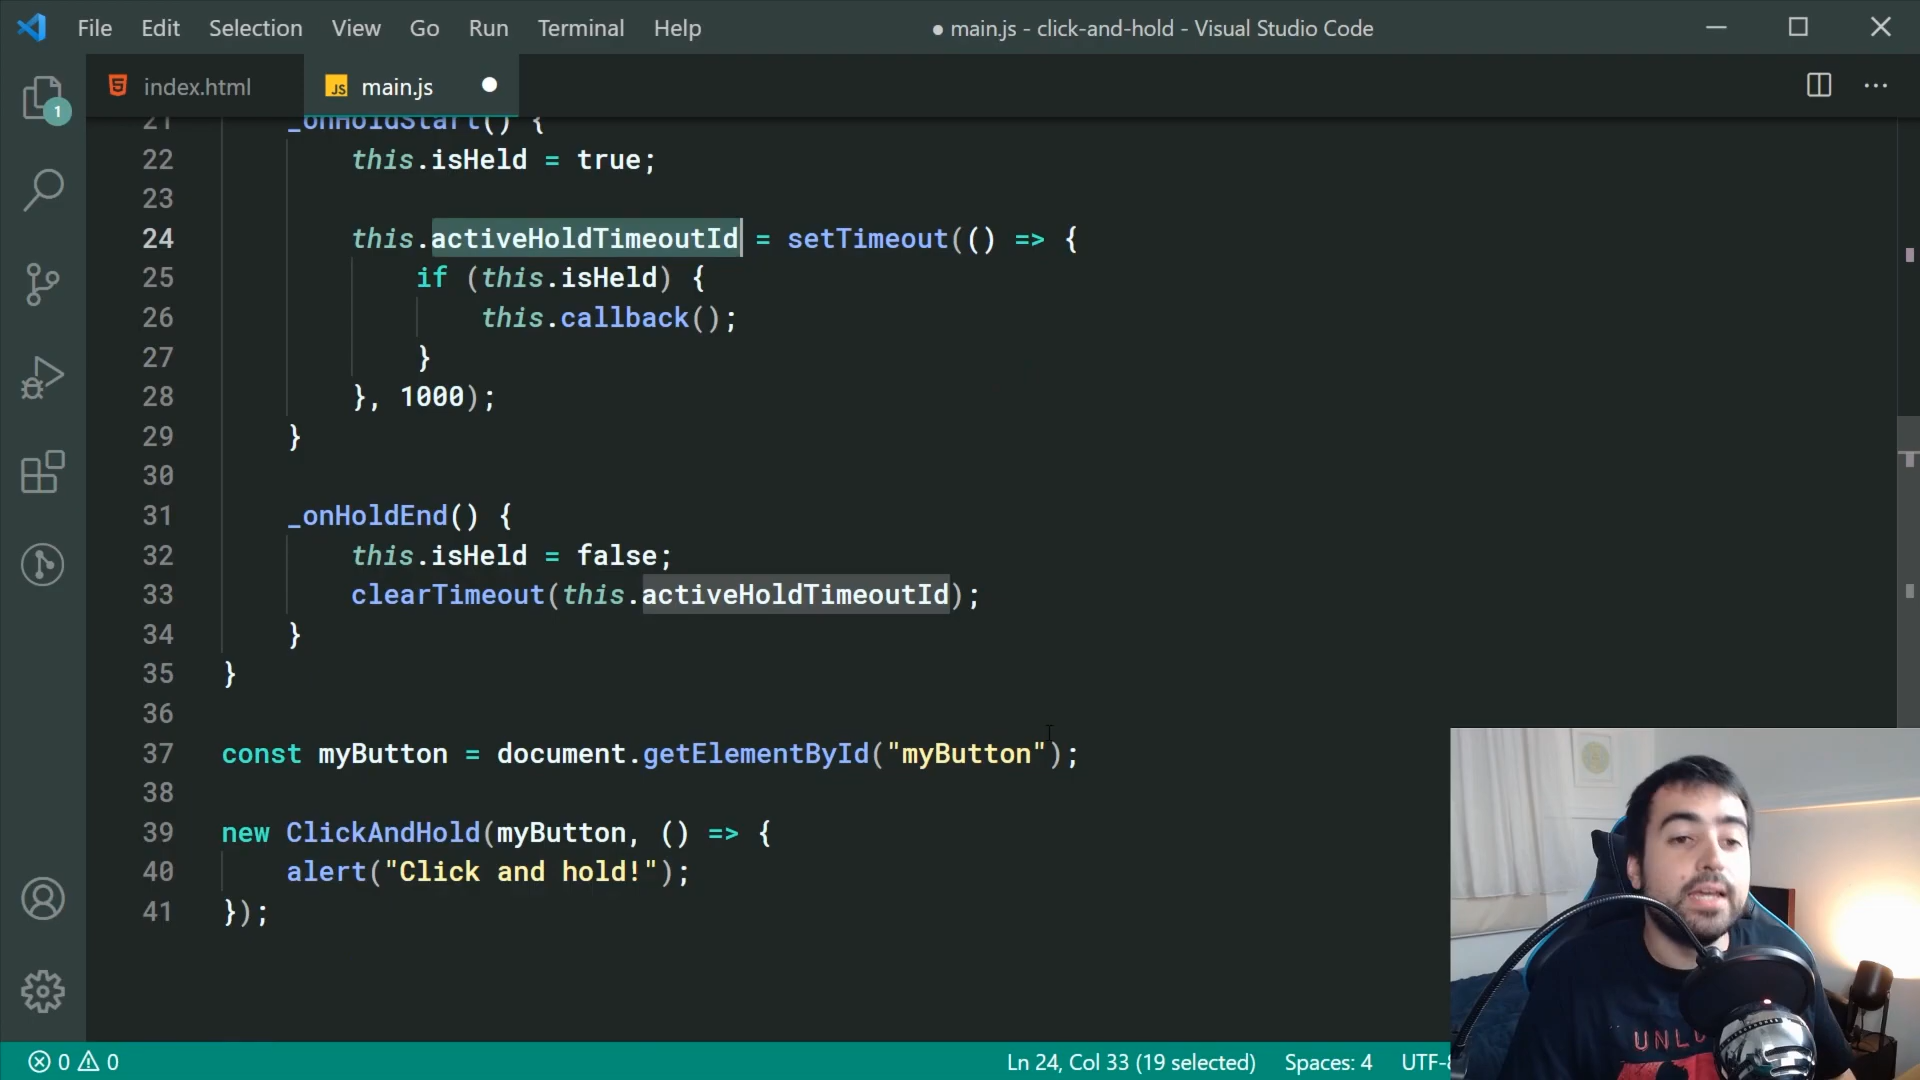 File Edit Selection View Go Run Terminal Help ● main.js - click-and-hold - Visual Studio Code
index.html JS main.js
1
21 _onHoldStart() {
22 this.isHeld = true;
23
24 this.activeHoldTimeoutId = setTimeout(() => {
25 if (this.isHeld) {
26 this.callback();
27 }
28 }, 1000);
29 }
30
31 _onHoldEnd() {
32 this.isHeld = false;
33 clearTimeout(this.activeHoldTimeoutId);
34 }
35 }
36
37 const myButton = document.getElementById("myButton");
38
39 new ClickAndHold(myButton, () => {
40 alert("Click and hold!");
41 });
0 0 Ln 24, Col 33 (19 selected) Spaces: 4 UTF-8